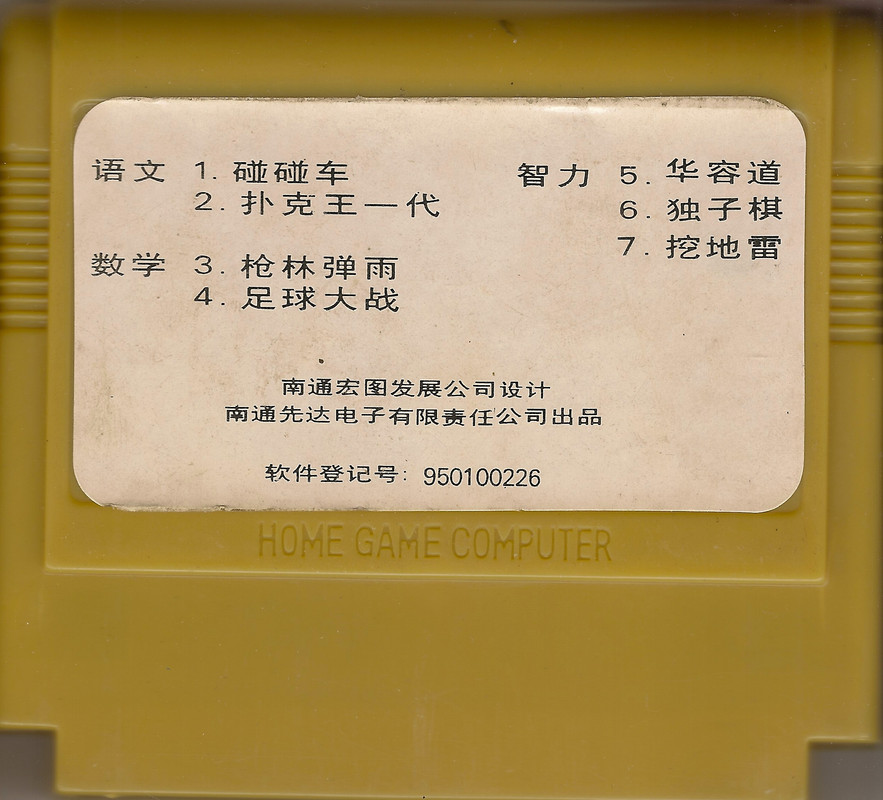 语文 1. 碰碰车
2. 扑克王一代
数学 3. 枪林弹雨
4. 足球大战
智力 5. 华容道
6. 独子棋
7. 挖地雷
南通宏图发展公司设计
南通先达电子有限责任公司出品
软件登记号: 950100226
HOME GAME COMPUTER